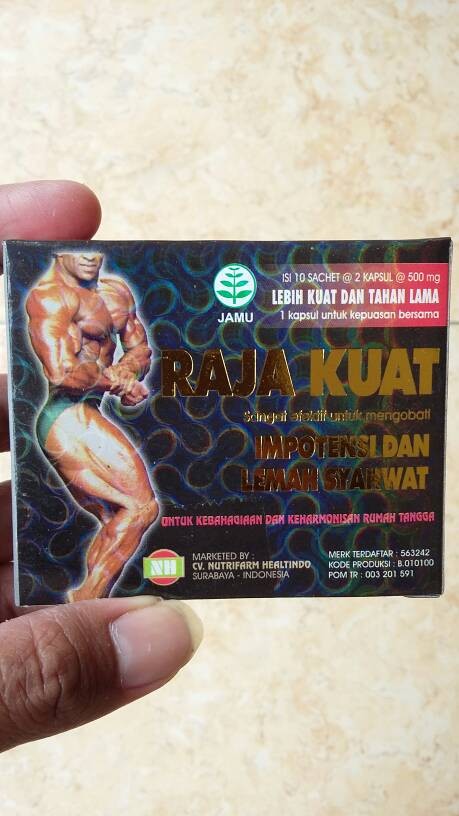 ISI 10 SACHET @ 2 KAPSUL @ 500 mg
LEBIH KUAT DAN TAHAN LAMA
1 kapsul untuk kepuasan bersama
JAMU
RAJA KUAT
Sangat efektif untuk mengobati
IMPOTENSI DAN
LEMAH SYAHWAT
UNTUK KEBAHAGIAAN DAN KEHARMONISAN RUMAH TANGGA
NH
MARKETED BY :
CV. NUTRIFARM HEALTINDO
SURABAYA - INDONESIA
MERK TERDAFTAR : 563242
KODE PRODUKSI : B.010100
POM TR : 003 201 591